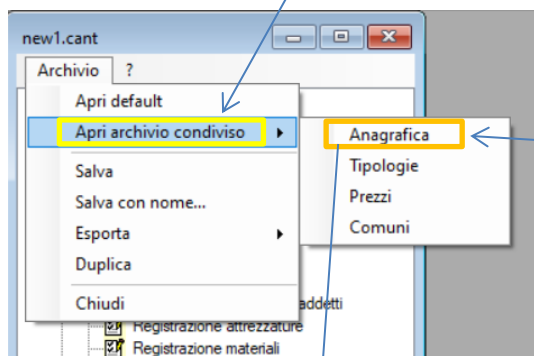 new1.cant
Archivio ?
Apri default
Apri archivio condiviso
Anagrafica
Tipologie
Salva
Prezzi
Salva con nome...
Comuni
Esporta
Duplica
Chiudi
addetti
Registrazione attrezzature
Registrazione materiali